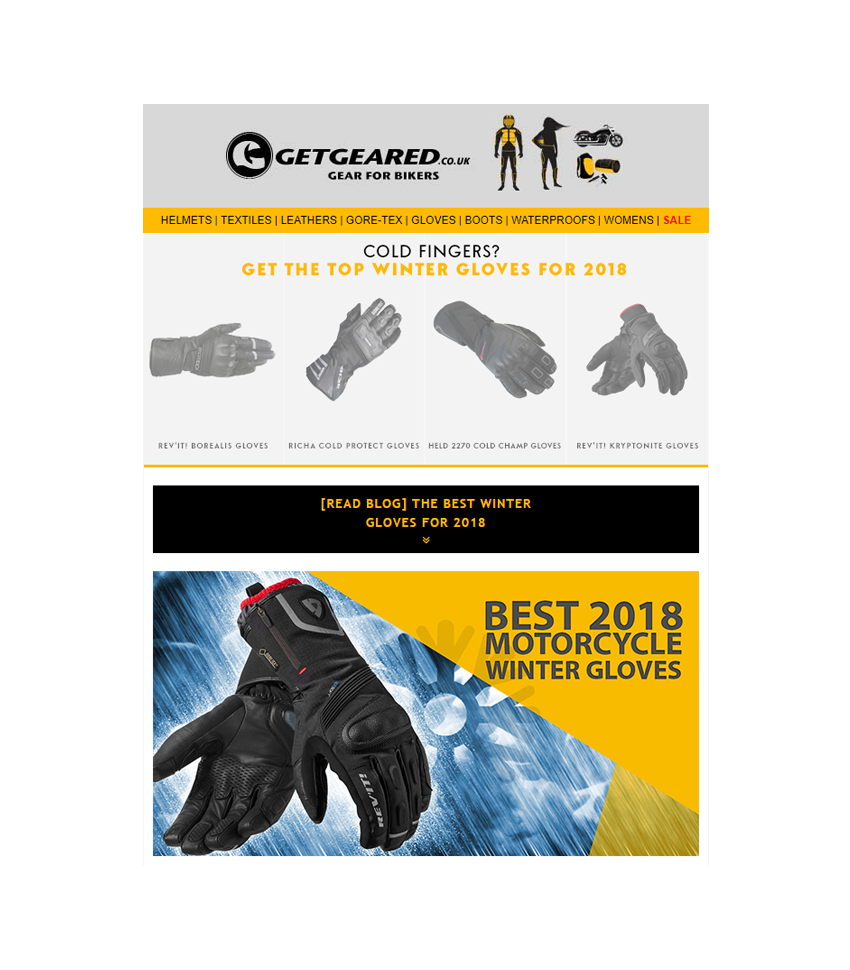 GETGEARED.CO.UK
GEAR FOR BIKERS
HELMETS | TEXTILES | LEATHERS | GORE-TEX | GLOVES | BOOTS | WATERPROOFS | WOMENS | SALE
COLD FINGERS?
GET THE TOP WINTER GLOVES FOR 2018
REV'IT! BOREALIS GLOVES
RICHA COLD PROTECT GLOVES
HELD 2270 COLD CHAMP GLOVES
REV'IT! KRYPTONITE GLOVES
[READ BLOG] THE BEST WINTER
GLOVES FOR 2018
BEST 2018
MOTORCYCLE
WINTER GLOVES
REV'IT!